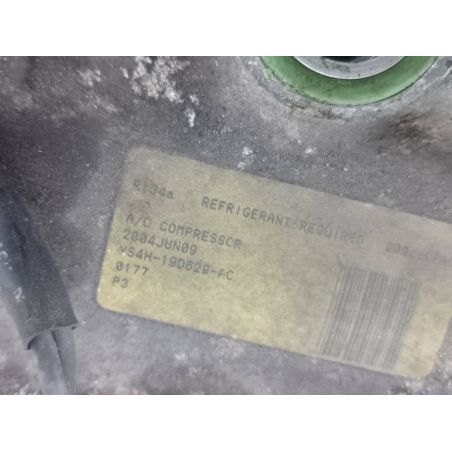 R134a REFRIGERANT REQUIRED
A/C COMPRESSOR
2004JUN09
YS4H-19D629-AC
0177
P3